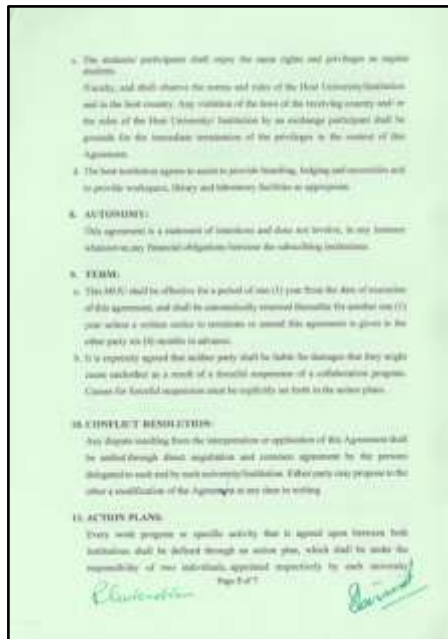 c. The students/ participants shall enjoy the same rights and privileges as regular
students.
Faculty, and shall observe the norms and rules of the Host University/Institution
and in the host country. Any violation of the laws of the receiving country and/ or
the rules of the Host University/ Institution by an exchange participant shall be
grounds for the immediate termination of the privileges in the context of this
Agreement.
d. The host institution agrees to assist to provide boarding, lodging and necessities and
to provide workspace, library and laboratory facilities as appropriate.
8. AUTONOMY:
This agreement is a statement of intentions and does not involve, in any instance
whatsoever, any financial obligations between the subscribing institutions.
9. TERM:
a. This MOU shall be effective for a period of one (1) year from the date of execution
of this agreement, and shall be automatically renewed thereafter for another one (1)
year unless a written notice to terminate or amend this agreement is given to the
other party six (6) months in advance.
b. It is expressly agreed that neither party shall be liable for damages that they might
cause each other as a result of a forceful suspension of a collaboration program.
Causes for forceful suspension must be explicitly set forth in the action plans.
10. CONFLICT RESOLUTION:
Any dispute resulting from the interpretation or application of this Agreement shall
be settled through direct negotiation and common agreement by the persons
delegated to such end by each university/Institution. Either party may propose to the
other a modification of the Agreement at any time in writing.
11. ACTION PLANS:
Every work program or specific activity that is agreed upon between both
Institutions shall be defined through an action plan, which shall be under the
responsibility of two individuals, appointed respectively by each university
Page 5 of 7